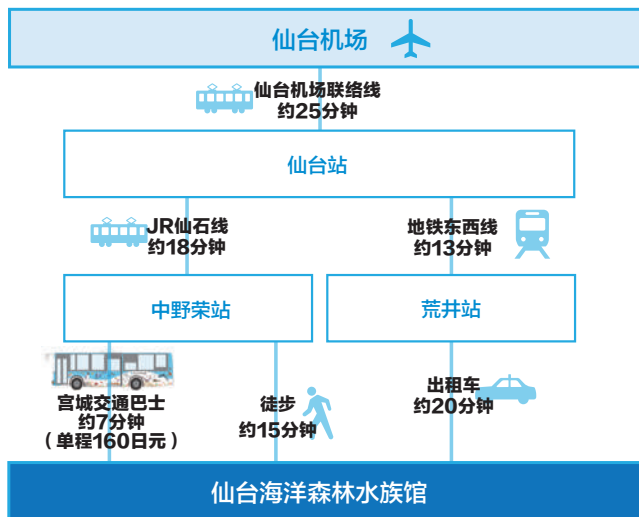 仙台机场
仙台机场联络线
约25分钟
仙台站
JR仙石线
约18分钟
地铁东西线
约13分钟
中野荣站
荒井站
宫城交通巴士
约7分钟
（单程160日元）
徒步
约15分钟
出租车
约20分钟
仙台海洋森林水族馆